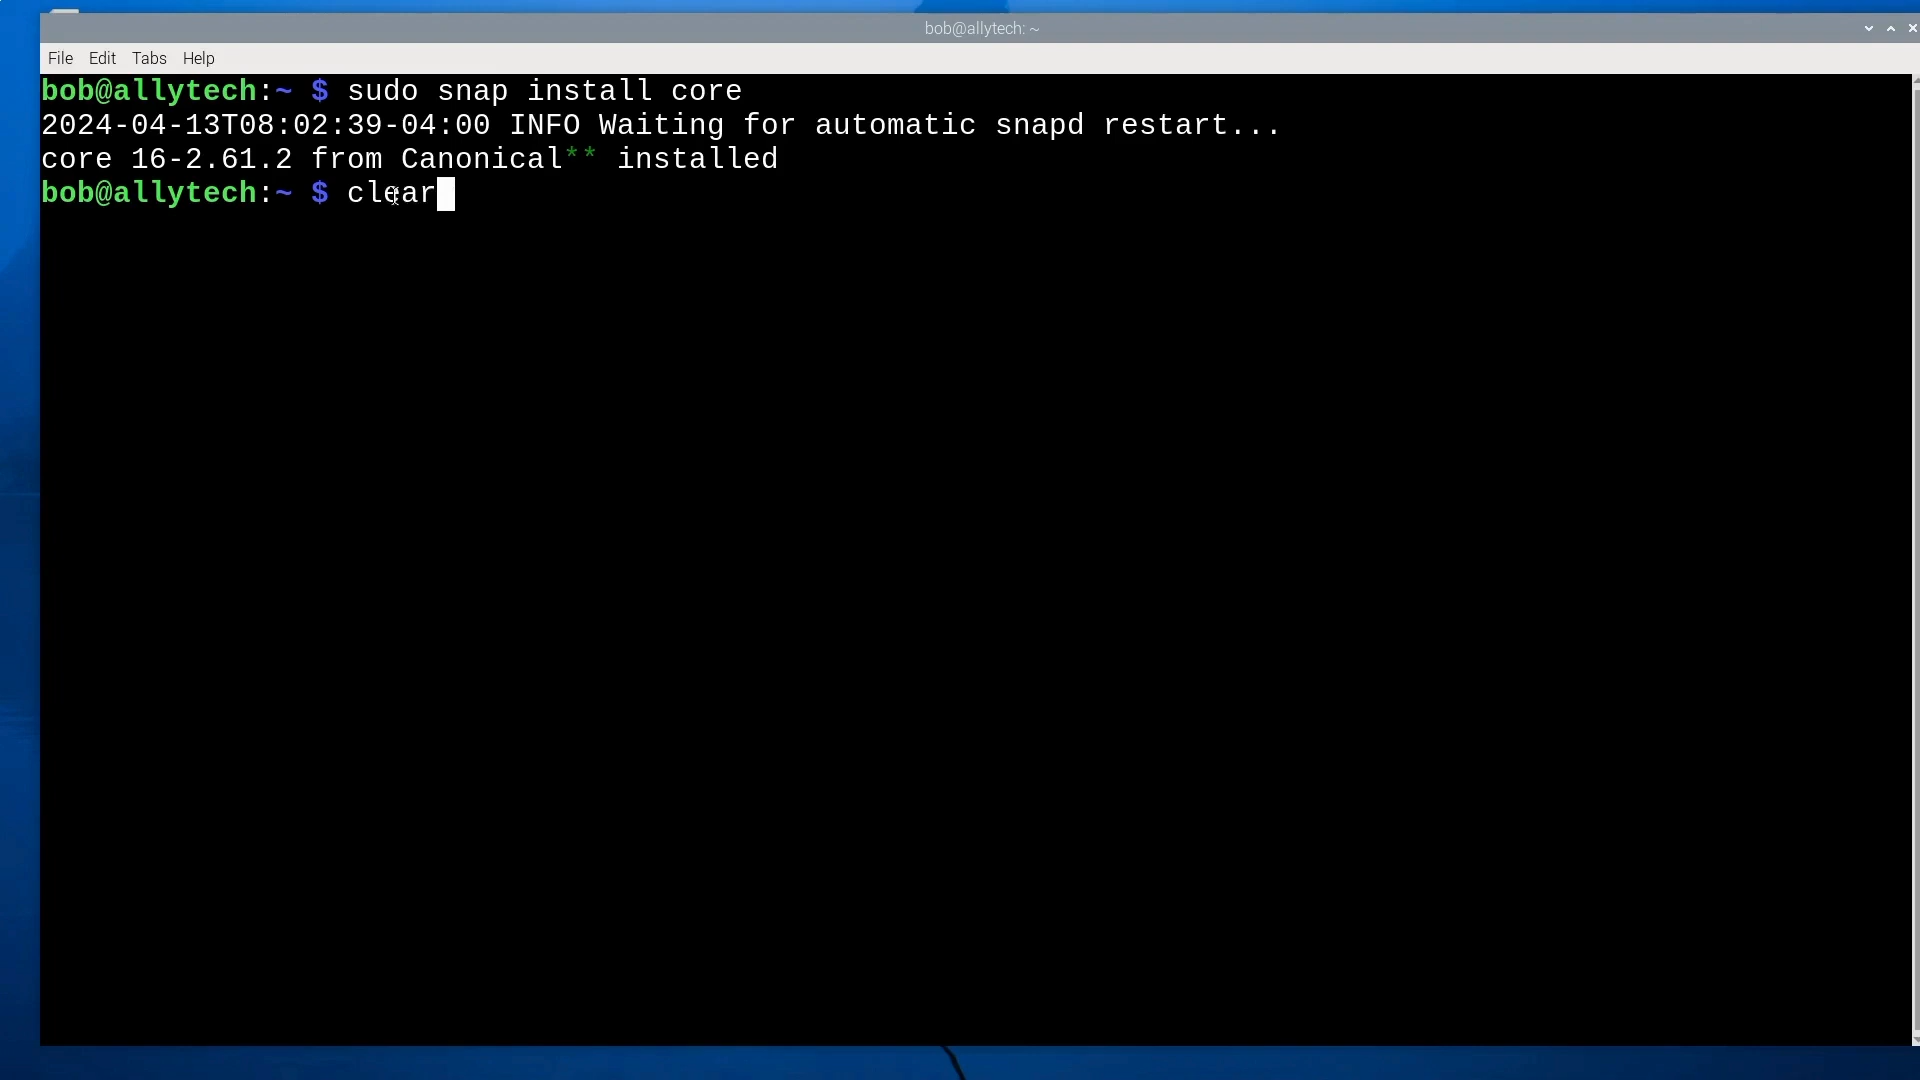 bob@allytech: ~
File Edit Tabs Help
bob@allytech:~ $ sudo snap install core
2024-04-13T08:02:39-04:00 INFO Waiting for automatic snapd restart...
core 16-2.61.2 from Canonical** installed
bob@allytech:~ $ clear